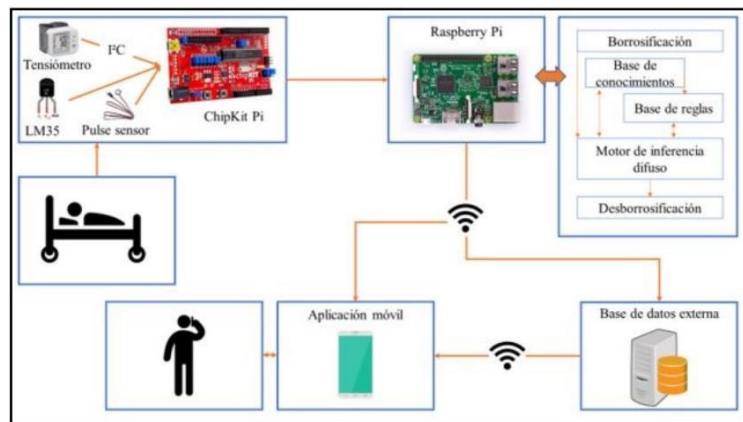 Tensiómetro
I²C
LM35
Pulse sensor
ChipKit Pi
Raspberry Pi
Borrosificación
Base de
conocimientos
Base de reglas
Motor de inferencia
difuso
Desborrosificación
Aplicación móvil
Base de datos externa